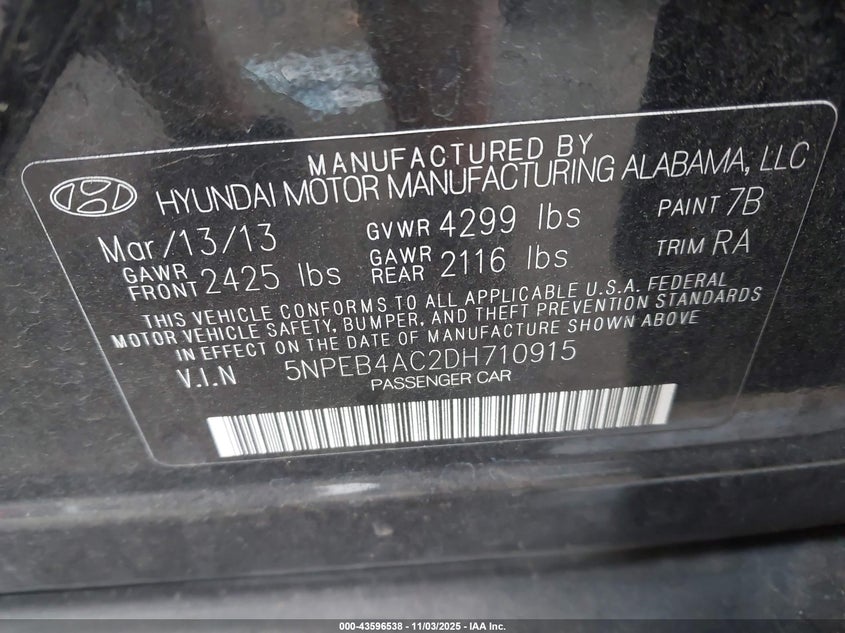 MANUFACTURED BY
HYUNDAI MOTOR MANUFACTURING ALABAMA, LLC
Mar/13/13 GVWR 4299 lbs PAINT 7B
GAWR FRONT 2425 lbs GAWR REAR 2116 lbs TRIM RA
THIS VEHICLE CONFORMS TO ALL APPLICABLE U.S.A. FEDERAL
MOTOR VEHICLE SAFETY, BUMPER, AND THEFT PREVENTION STANDARDS
IN EFFECT ON THE DATE OF MANUFACTURE SHOWN ABOVE
V.I.N 5NPEB4AC2DH710915
PASSENGER CAR
000-43596538 - 11/03/2025 - IAA Inc.